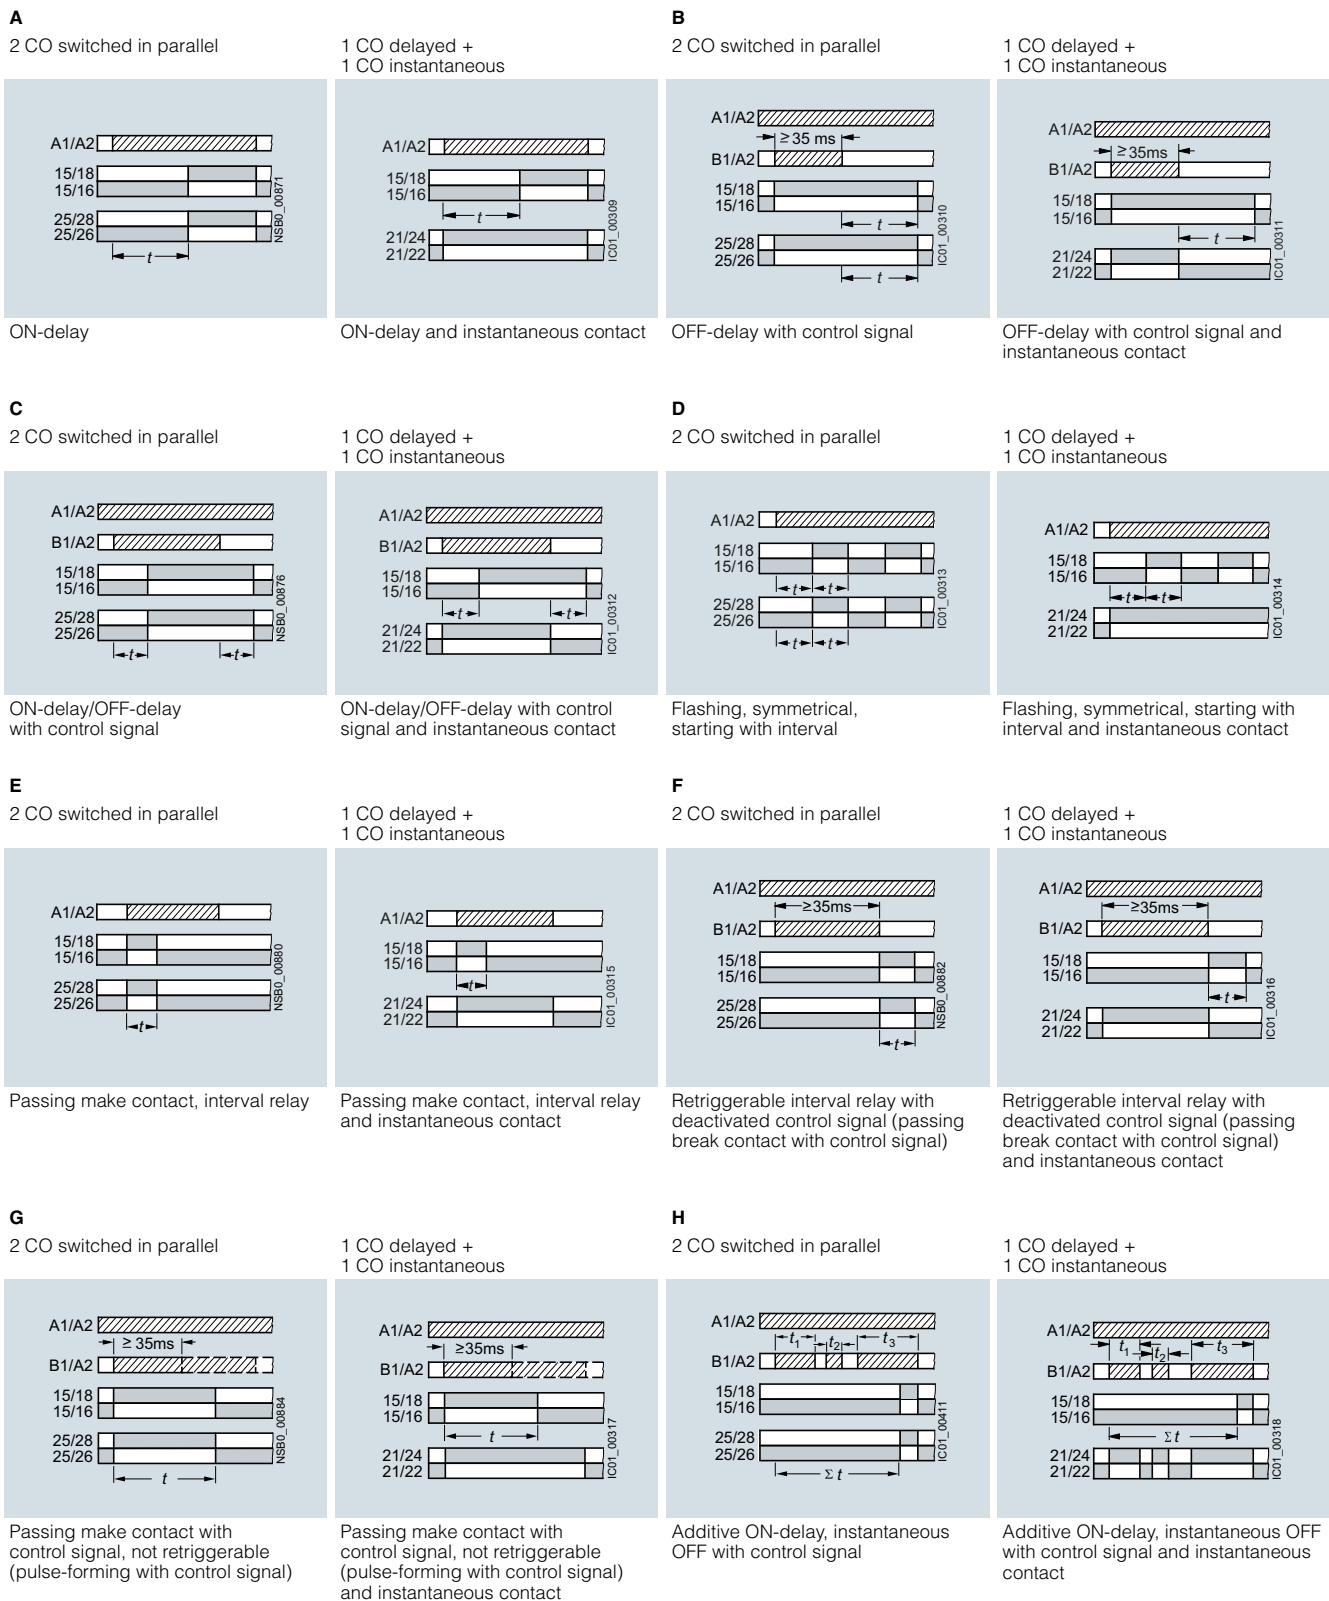 A
2 CO switched in parallel
1 CO delayed +
1 CO instantaneous
A1/A2
15/18
15/16
25/28
25/26
t
NSB0_00871
A1/A2
15/18
15/16
t
21/24
21/22
IC01_00309
ON-delay
ON-delay and instantaneous contact
B
2 CO switched in parallel
1 CO delayed +
1 CO instantaneous
A1/A2
≥ 35 ms
B1/A2
15/18
15/16
t
25/28
25/26
t
IC01_00310
A1/A2
≥35ms
B1/A2
15/18
15/16
t
21/24
21/22
IC01_00311
OFF-delay with control signal
OFF-delay with control signal and
instantaneous contact
C
2 CO switched in parallel
1 CO delayed +
1 CO instantaneous
A1/A2
B1/A2
15/18
15/16
25/28
25/26
t
t
NSB0_00876
A1/A2
B1/A2
15/18
15/16
t
t
21/24
21/22
IC01_00312
ON-delay/OFF-delay
with control signal
ON-delay/OFF-delay with control
signal and instantaneous contact
D
2 CO switched in parallel
1 CO delayed +
1 CO instantaneous
A1/A2
15/18
15/16
t
t
25/28
25/26
t
t
IC01_00313
A1/A2
15/18
15/16
t
t
21/24
21/22
IC01_00314
Flashing, symmetrical,
starting with interval
Flashing, symmetrical, starting with
interval and instantaneous contact
E
2 CO switched in parallel
1 CO delayed +
1 CO instantaneous
A1/A2
15/18
15/16
25/28
25/26
t
NSB0_00880
A1/A2
15/18
15/16
t
21/24
21/22
IC01_00315
Passing make contact, interval relay
Passing make contact, interval relay
and instantaneous contact
F
2 CO switched in parallel
1 CO delayed +
1 CO instantaneous
A1/A2
≥35ms
B1/A2
15/18
15/16
25/28
25/26
t
NSB0_00882
A1/A2
≥35ms
B1/A2
15/18
15/16
t
21/24
21/22
IC01_00316
Retriggerable interval relay with
deactivated control signal (passing
break contact with control signal)
Retriggerable interval relay with
deactivated control signal (passing
break contact with control signal)
and instantaneous contact
G
2 CO switched in parallel
1 CO delayed +
1 CO instantaneous
A1/A2
≥ 35ms
B1/A2
15/18
15/16
25/28
25/26
t
NSB0_00884
A1/A2
≥35ms
B1/A2
15/18
15/16
t
21/24
21/22
IC01_00317
Passing make contact with
control signal, not retriggerable
(pulse-forming with control signal)
Passing make contact with
control signal, not retriggerable
(pulse-forming with control signal)
and instantaneous contact
H
2 CO switched in parallel
1 CO delayed +
1 CO instantaneous
A1/A2
t1 t2 t3
B1/A2
15/18
15/16
25/28
25/26
Σ t
IC01_00411
A1/A2
t1 t2 t3
B1/A2
15/18
15/16
Σ t
21/24
21/22
IC01_00318
Additive ON-delay, instantaneous
OFF with control signal
Additive ON-delay, instantaneous OFF
with control signal and instantaneous
contact